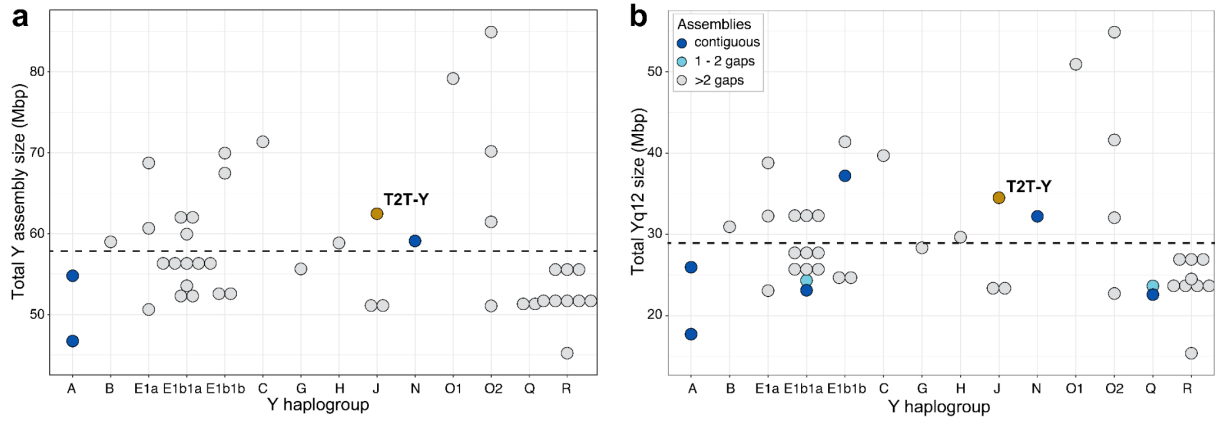 a
Total Y assembly size (Mbp)
80
70
60
50
T2T-Y
A B E1a E1b1a E1b1b C G H J N O1 O2 Q R
Y haplogroup
b
Total Yq12 size (Mbp)
50
40
30
20
Assemblies
contiguous
1 - 2 gaps
>2 gaps
T2T-Y
A B E1a E1b1a E1b1b C G H J N O1 O2 Q R
Y haplogroup